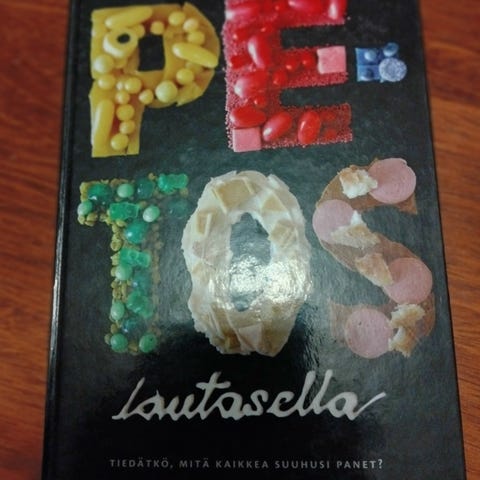 PE:
TOS
lautasella
TIEDÄTKÖ, MITÄ KAIKKEA SUUHUSI PANET?